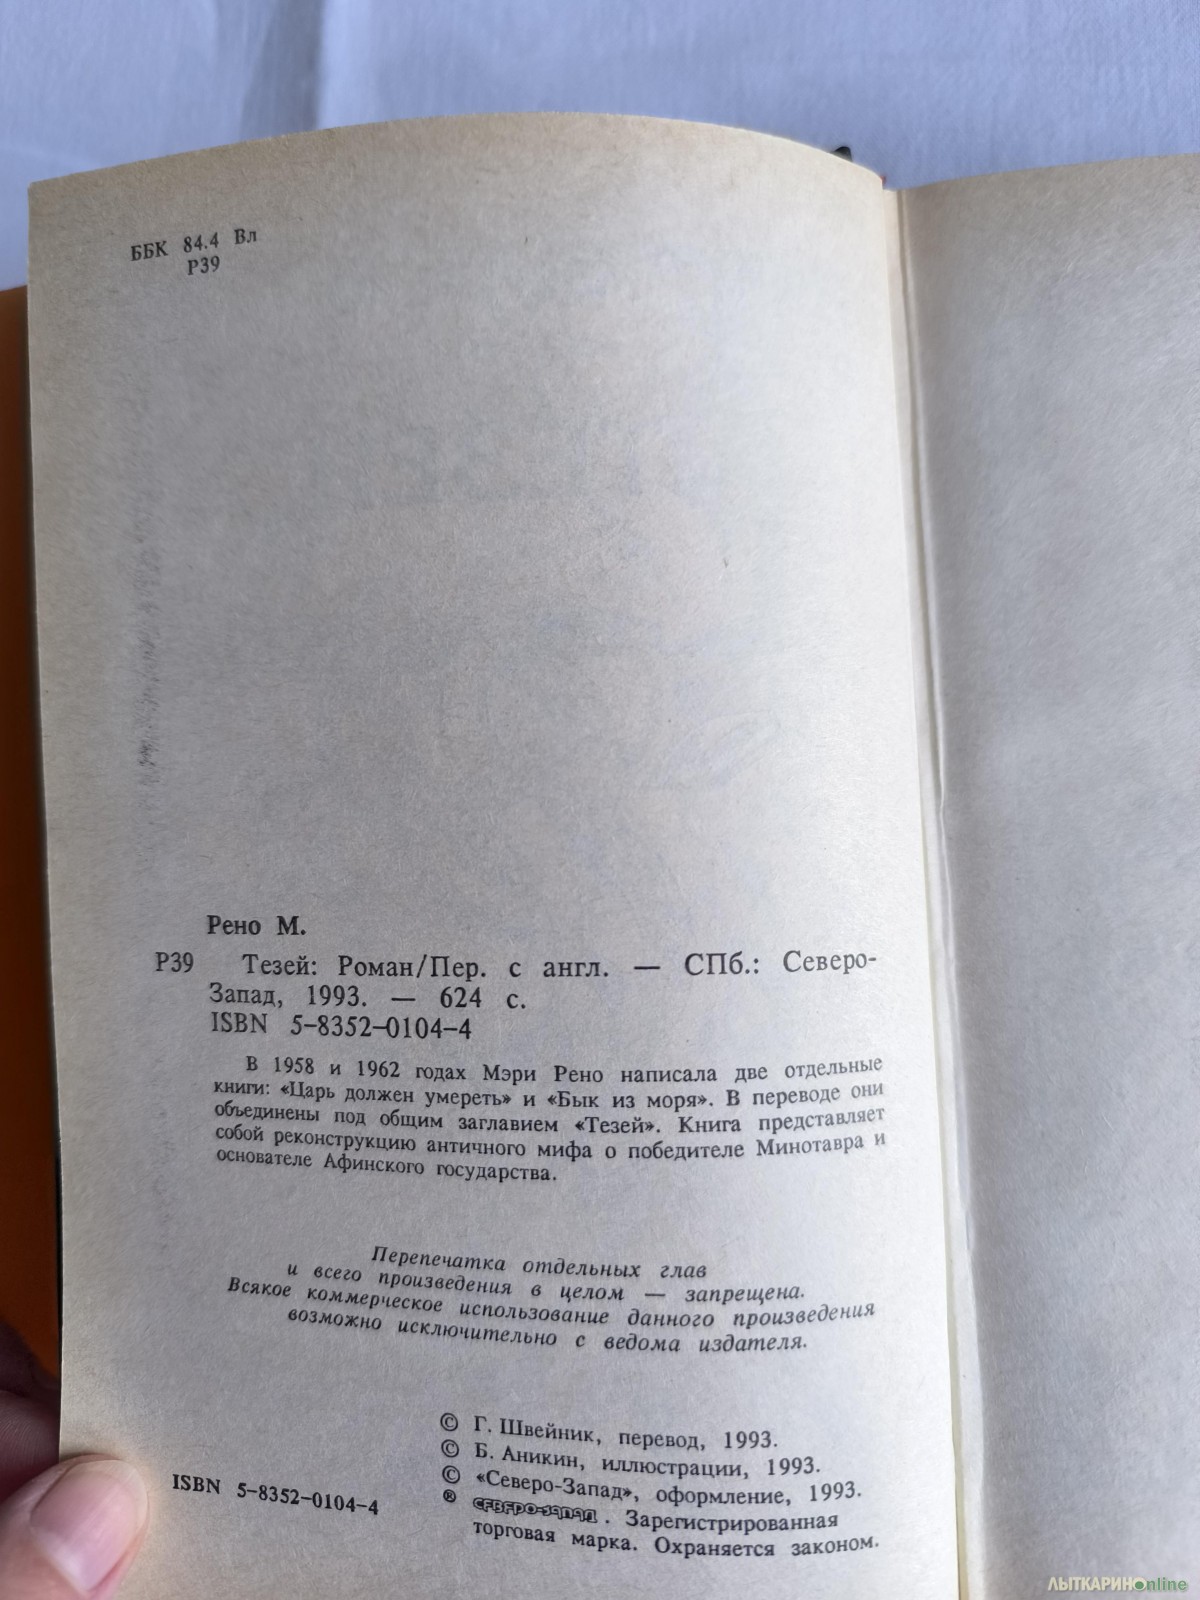 ББК 84.4 Вл
Р39
Рено М.
Р39 Тезей: Роман/Пер. с англ. — СПб.: Северо-
Запад, 1993. — 624 с.
ISBN 5-8352-0104-4
В 1958 и 1962 годах Мэри Рено написала две отдельные
книги: «Царь должен умереть» и «Бык из моря». В переводе они
объединены под общим заглавием «Тезей». Книга представляет
собой реконструкцию античного мифа о победителе Минотавра и
основателе Афинского государства.
Перепечатка отдельных глав
и всего произведения в целом — запрещена.
Всякое коммерческое использование данного произведения
возможно исключительно с ведома издателя.
© Г. Швейник, перевод, 1993.
© Б. Аникин, иллюстрации, 1993.
© «Северо-Запад», оформление, 1993.
® СЕВЕРО-ЗАПАД. Зарегистрированная
торговая марка. Охраняется законом.
ISBN 5-8352-0104-4
ЛЫТКАРИНОnline